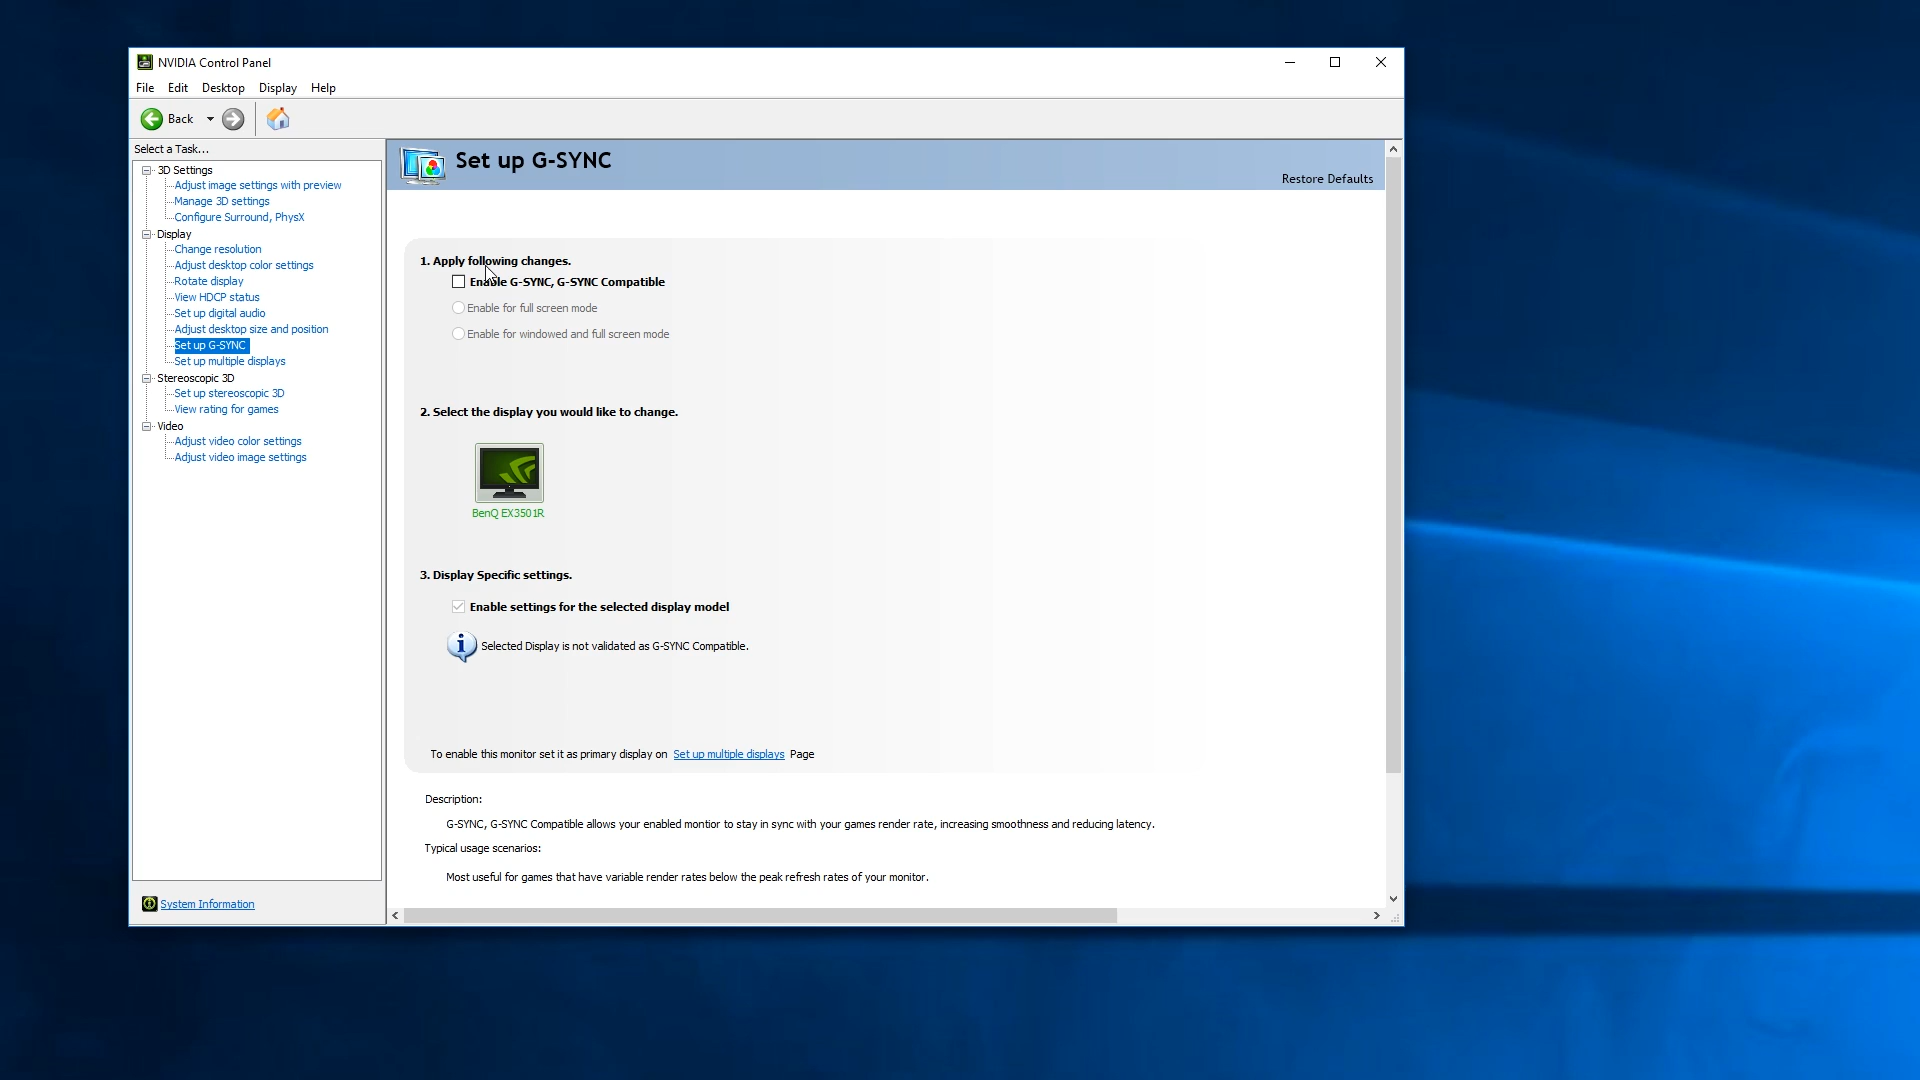 NVIDIA Control Panel
File Edit Desktop Display Help
Back
Select a Task...
3D Settings
Adjust image settings with preview
Manage 3D settings
Configure Surround, PhysX
Display
Change resolution
Adjust desktop color settings
Rotate display
View HDCP status
Set up digital audio
Adjust desktop size and position
Set up G-SYNC
Set up multiple displays
Stereoscopic 3D
Set up stereoscopic 3D
View rating for games
Video
Adjust video color settings
Adjust video image settings
System Information
Set up G-SYNC
Restore Defaults
1. Apply following changes.
Enable G-SYNC, G-SYNC Compatible
Enable for full screen mode
Enable for windowed and full screen mode
2. Select the display you would like to change.
BenQ EX3501R
3. Display Specific settings.
Enable settings for the selected display model
Selected Display is not validated as G-SYNC Compatible.
To enable this monitor set it as primary display on Set up multiple displays Page
Description:
G-SYNC, G-SYNC Compatible allows your enabled montior to stay in sync with your games render rate, increasing smoothness and reducing latency.
Typical usage scenarios:
Most useful for games that have variable render rates below the peak refresh rates of your monitor.